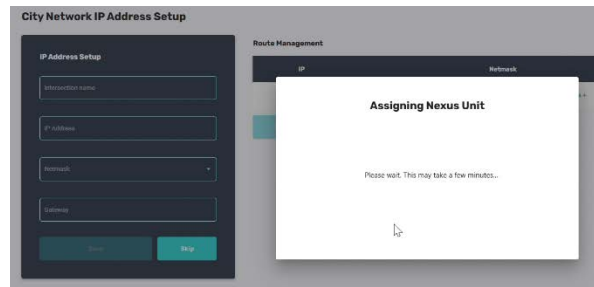 City Network IP Address Setup
IP Address Setup
Intersection name
IP Address
Netmask
Gateway
Save
Skip
Route Management
IP
Netmask
Assigning Nexus Unit
Please wait. This may take a few minutes...